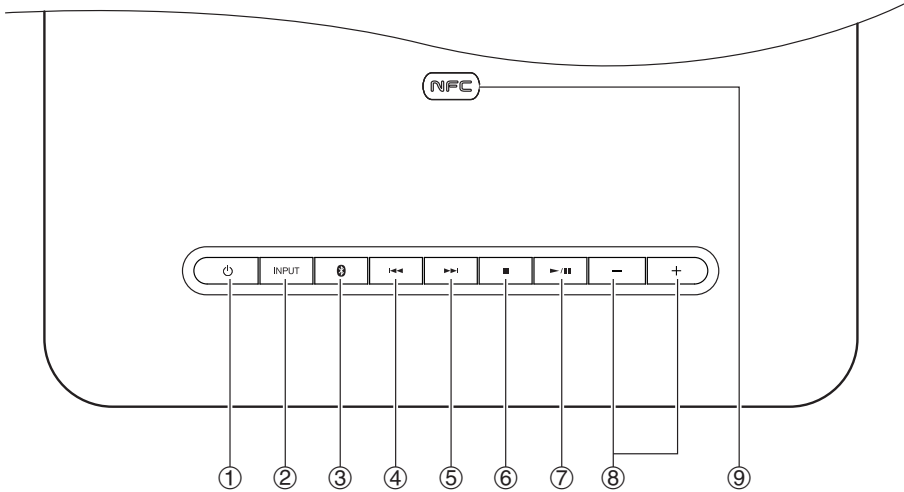 NFC
INPUT
① ② ③ ④ ⑤ ⑥ ⑦ ⑧ ⑨